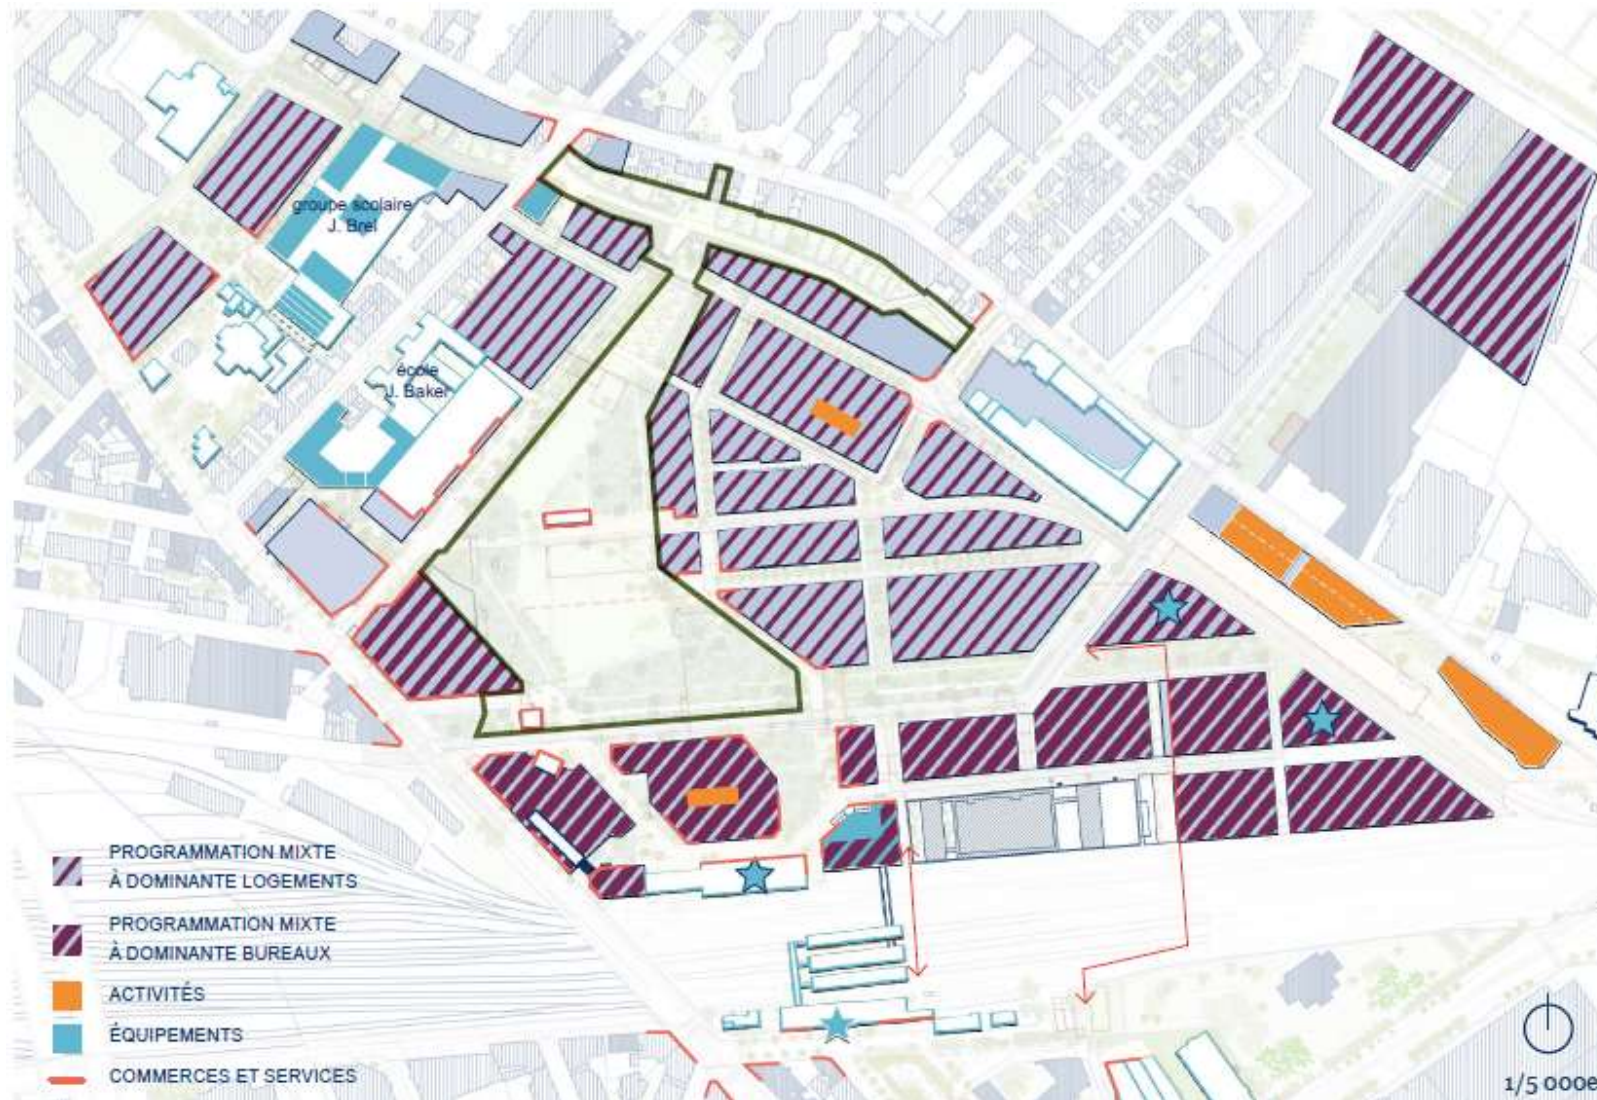 groupe scolaire
J. Brel
école
J. Baker
PROGRAMMATION MIXTE
À DOMINANTE LOGEMENTS
PROGRAMMATION MIXTE
À DOMINANTE BUREAUX
ACTIVITÉS
ÉQUIPEMENTS
COMMERCES ET SERVICES
1/5 000e